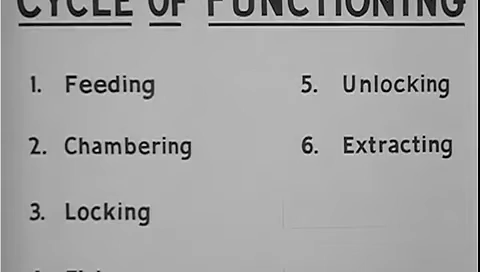 CYCLE OF FUNCTIONING
1. Feeding
2. Chambering
3. Locking
5. Unlocking
6. Extracting